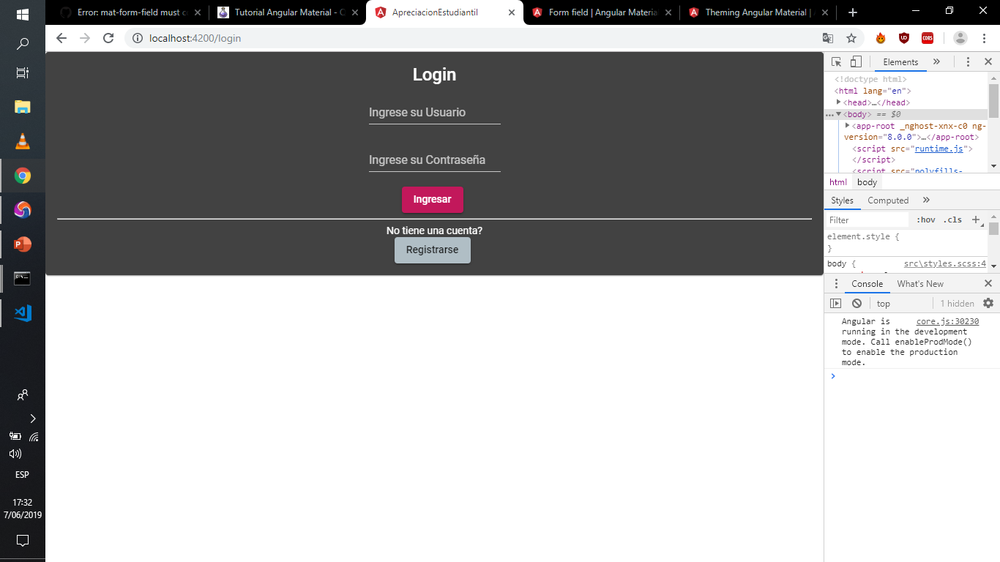 Error: mat-form-field must c
Tutorial Angular Material - C
ApreciacionEstudiantil
Form field | Angular Material
Theming Angular Material |
localhost:4200/login
Login
Ingrese su Usuario
Ingrese su Contraseña
Ingresar
No tiene una cuenta?
Registrarse
Elements
<!doctype html>
<html lang="en">
<head>…</head>
<body> == $0
<app-root _nghost-xnx-c0 ng-
version="8.0.0">…</app-root>
<script src="runtime.js">
</script>
<script src="polyfills-
html body
Styles Computed
Filter :hov .cls
element.style {
}
body { src\styles.scss:4
Console What's New
top 1 hidden
Angular is core.js:30230
running in the development
mode. Call enableProdMode()
to enable the production
mode.
ESP
17:32
7/06/2019